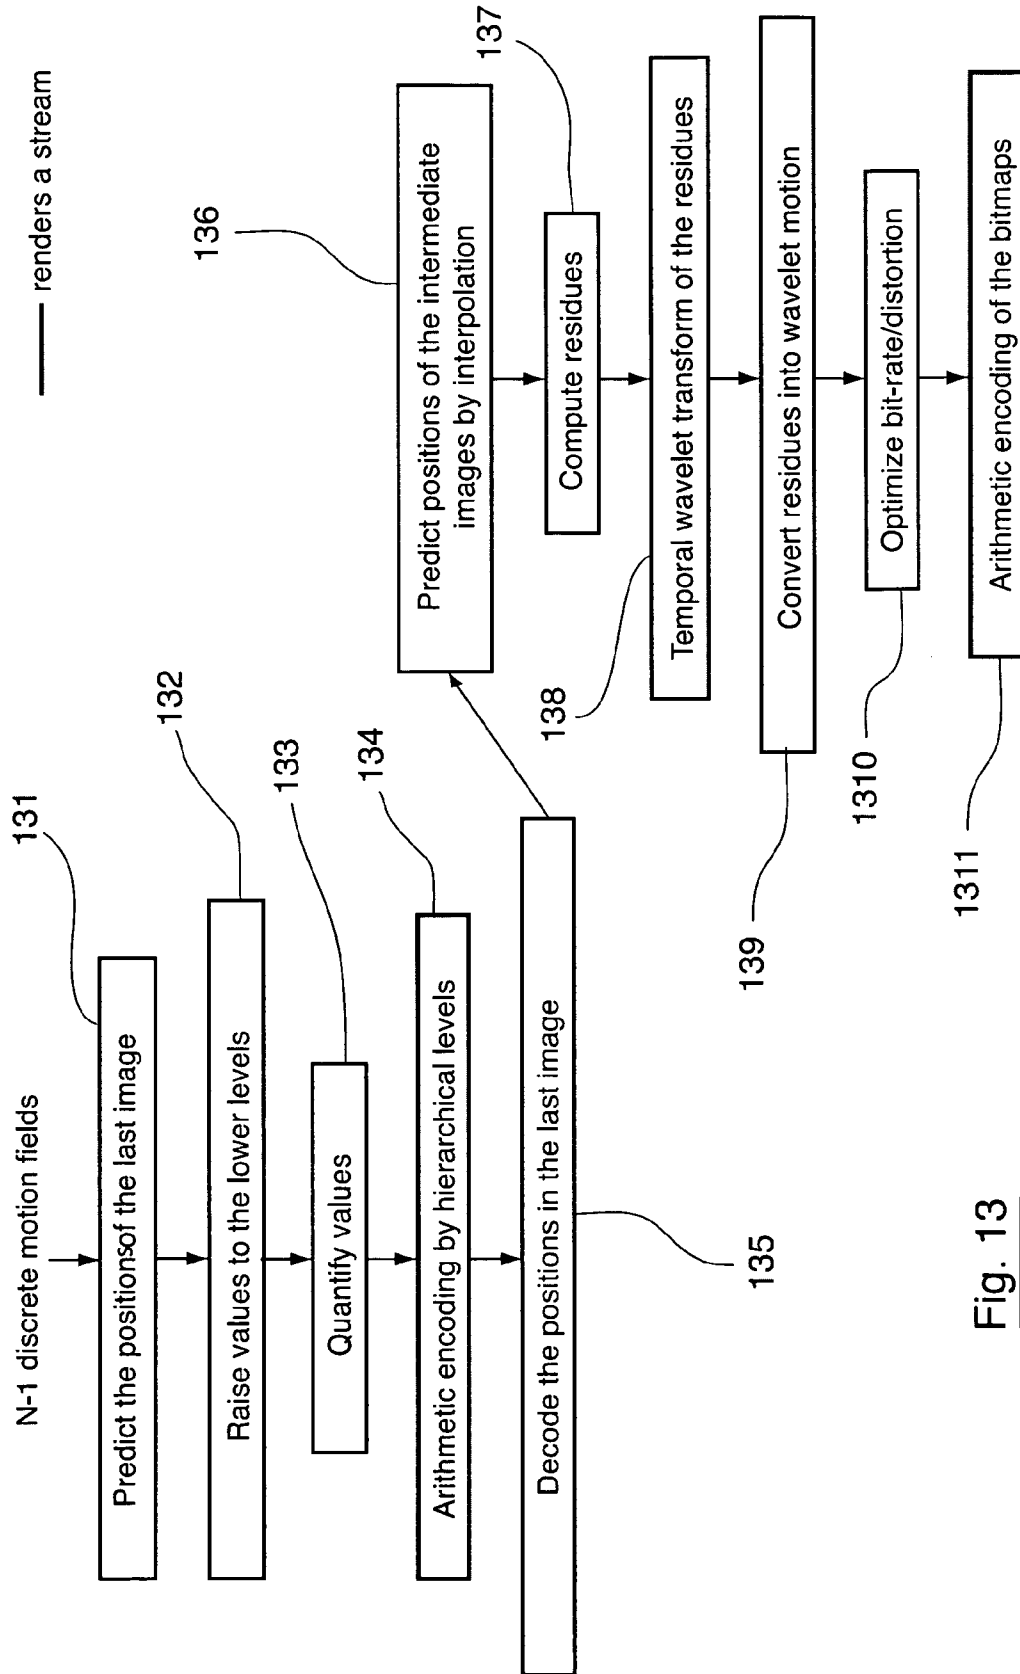 renders a stream
N-1 discrete motion fields
131
Predict the positionsof the last image
132
Raise values to the lower levels
133
Quantify values
134
Arithmetic encoding by hierarchical levels
Decode the positions in the last image
135
136
Predict positions of the intermediate
images by interpolation
137
Compute residues
Temporal wavelet transform of the residues
138
Convert residues into wavelet motion
139
Optimize bit-rate/distortion
1310
Arithmetic encoding of the bitmaps
1311
Fig. 13